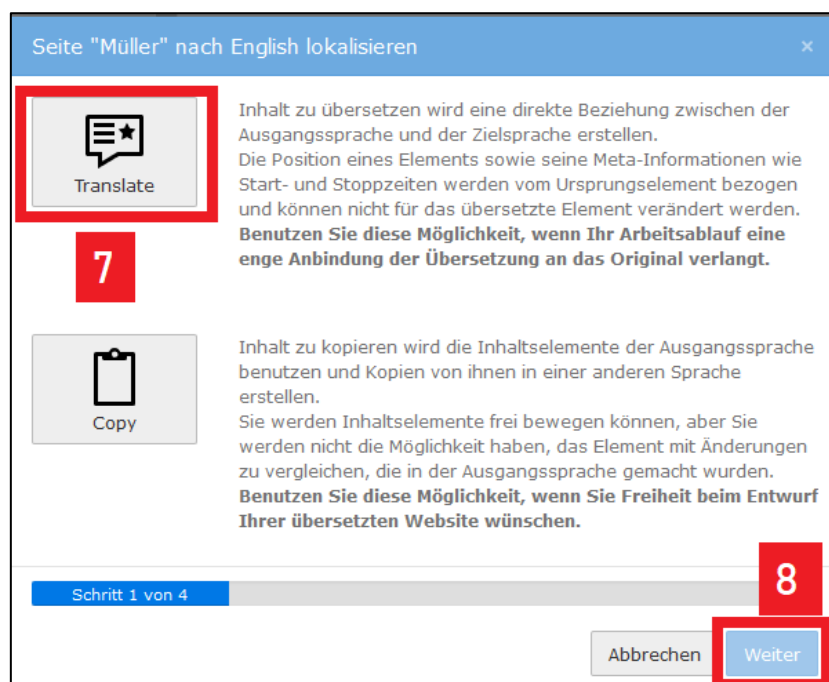 Seite "Müller" nach English lokalisieren ×
Translate
7
Inhalt zu übersetzen wird eine direkte Beziehung zwischen der
Ausgangssprache und der Zielsprache erstellen.
Die Position eines Elements sowie seine Meta-Informationen wie
Start- und Stoppzeiten werden vom Ursprungselement bezogen
und können nicht für das übersetzte Element verändert werden.
Benutzen Sie diese Möglichkeit, wenn Ihr Arbeitsablauf eine
enge Anbindung der Übersetzung an das Original verlangt.
Copy
Inhalt zu kopieren wird die Inhaltselemente der Ausgangssprache
benutzen und Kopien von ihnen in einer anderen Sprache
erstellen.
Sie werden Inhaltselemente frei bewegen können, aber Sie
werden nicht die Möglichkeit haben, das Element mit Änderungen
zu vergleichen, die in der Ausgangssprache gemacht wurden.
Benutzen Sie diese Möglichkeit, wenn Sie Freiheit beim Entwurf
Ihrer übersetzten Website wünschen.
Schritt 1 von 4
8
Abbrechen Weiter